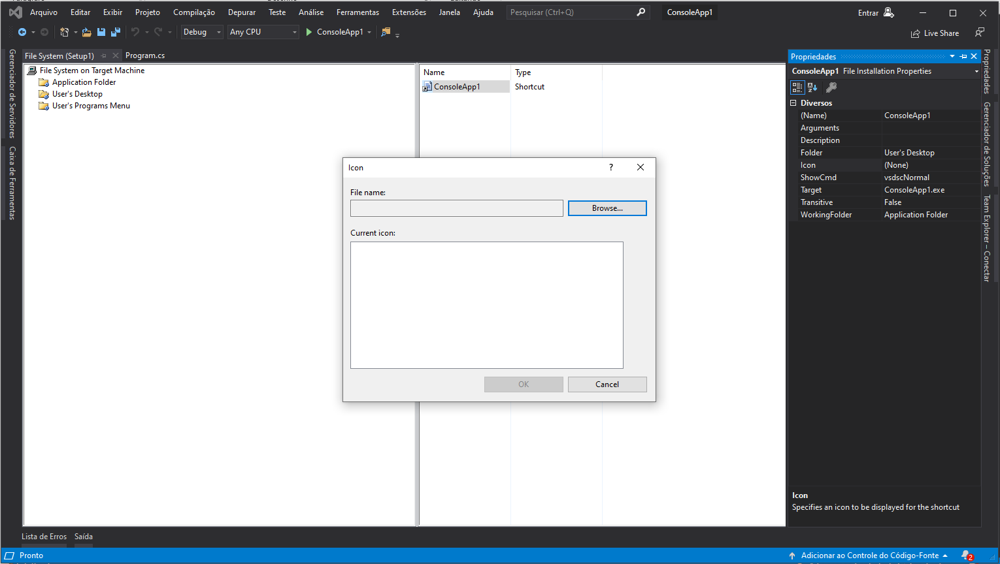 Arquivo Editar Exibir Projeto Compilação Depurar Teste Análise Ferramentas Extensões Janela Ajuda Pesquisar (Ctrl+Q) ConsoleApp1 Entrar
Debug Any CPU ConsoleApp1 Live Share
Gerenciador de Servidores
Caixa de Ferramentas
File System (Setup1) Program.cs
File System on Target Machine
Application Folder
User's Desktop
User's Programs Menu
Name Type
ConsoleApp1 Shortcut
Icon ?
File name:
Browse...
Current icon:
OK Cancel
Propriedades
ConsoleApp1 File Installation Properties
Diversos
(Name) ConsoleApp1
Arguments
Description
Folder User's Desktop
Icon (None)
ShowCmd vsdscNormal
Target ConsoleApp1.exe
Transitive False
WorkingFolder Application Folder
Icon
Specifies an icon to be displayed for the shortcut
Propriedades
Gerenciador de Soluções
Team Explorer – Conectar
Lista de Erros Saída
Pronto Adicionar ao Controle do Código-Fonte 2